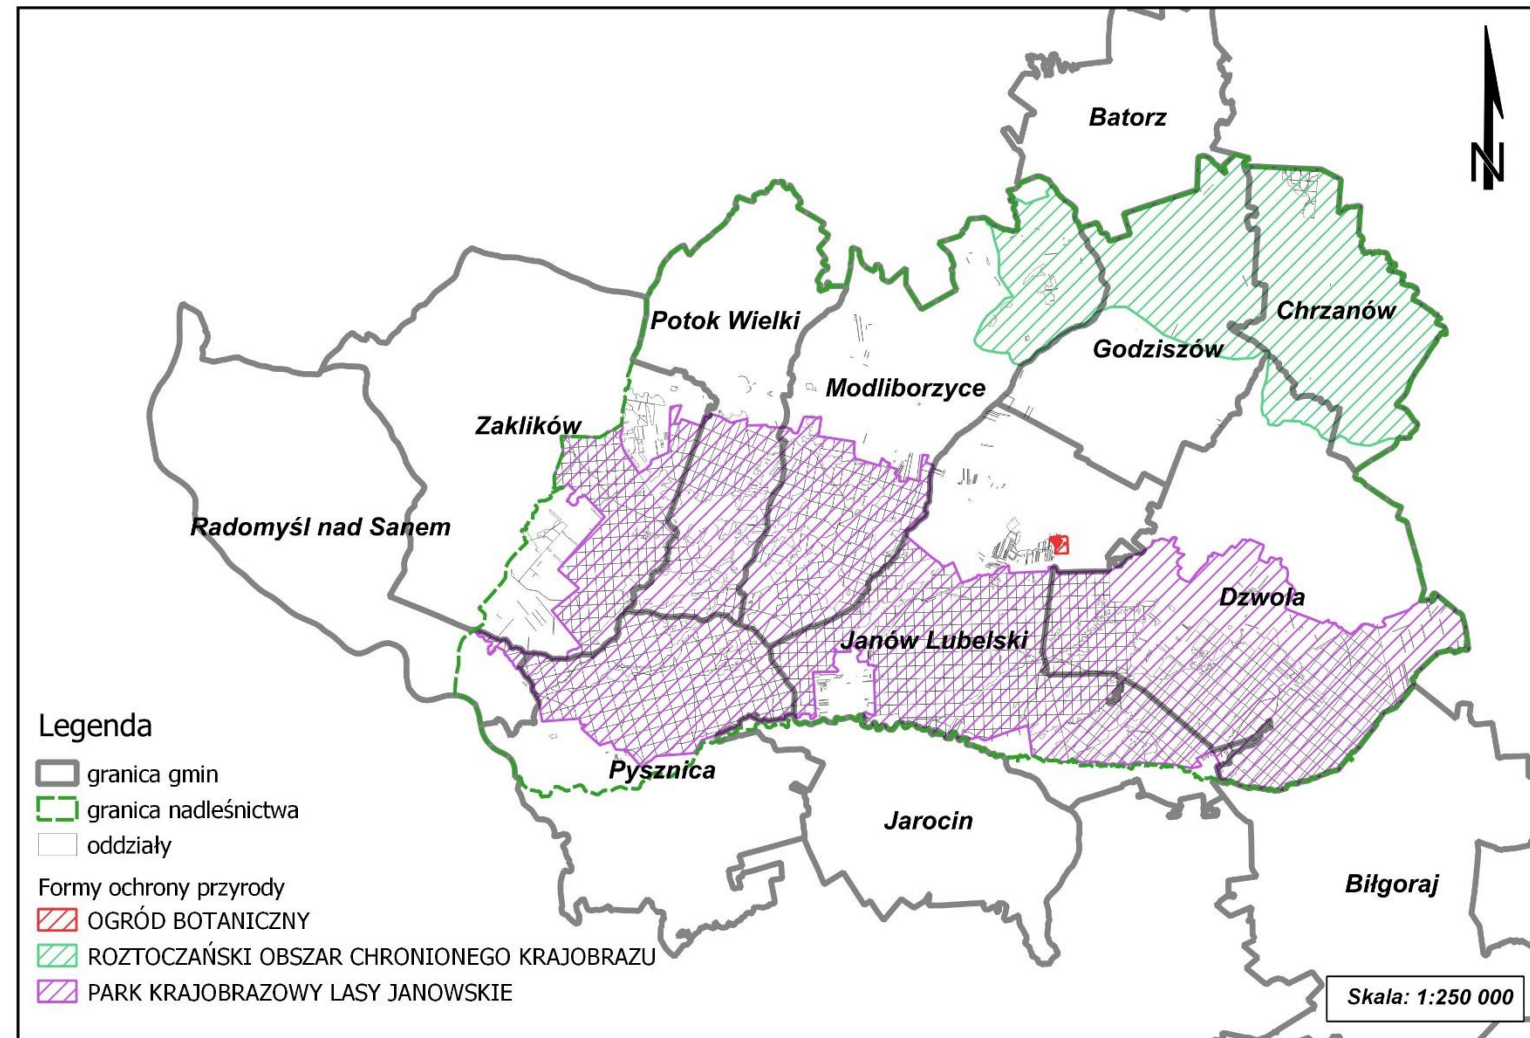 Batorz
N
Chrzanów
Potok Wielki
Godziszów
Modliborzyce
Zaklików
Radomyśl nad Sanem
Dzwola
Janów Lubelski
Pysznica
Jarocin
Biłgoraj
Legenda
granica gmin
granica nadleśnictwa
oddziały
Formy ochrony przyrody
OGRÓD BOTANICZNY
ROZTOCZAŃSKI OBSZAR CHRONIONEGO KRAJOBRAZU
PARK KRAJOBRAZOWY LASY JANOWSKIE
Skala: 1:250 000